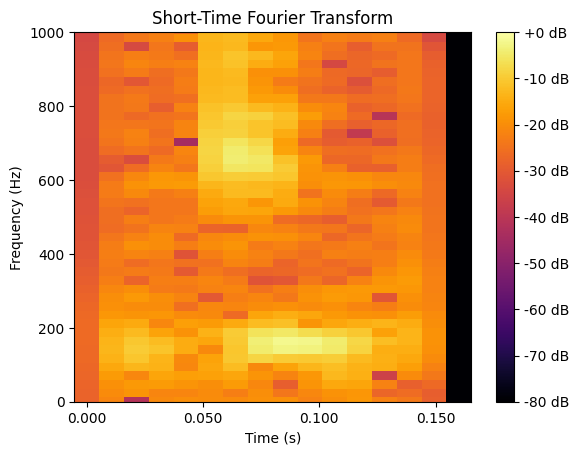 Short-Time Fourier Transform
Frequency (Hz)
1000
800
600
400
200
0
0.000
0.050
0.100
0.150
Time (s)
+0 dB
-10 dB
-20 dB
-30 dB
-40 dB
-50 dB
-60 dB
-70 dB
-80 dB